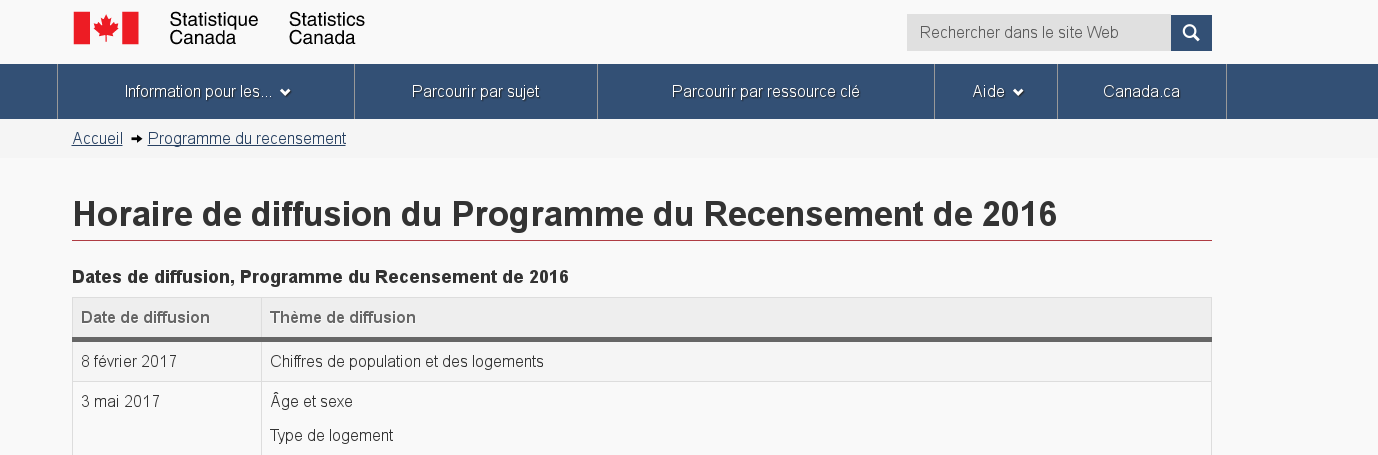 Statistique Canada
Statistics Canada
Rechercher dans le site Web
Information pour les...
Parcourir par sujet
Parcourir par ressource clé
Aide
Canada.ca
Accueil
Programme du recensement
Horaire de diffusion du Programme du Recensement de 2016
Dates de diffusion, Programme du Recensement de 2016
Date de diffusion
Thème de diffusion
8 février 2017
Chiffres de population et des logements
3 mai 2017
Âge et sexe
Type de logement